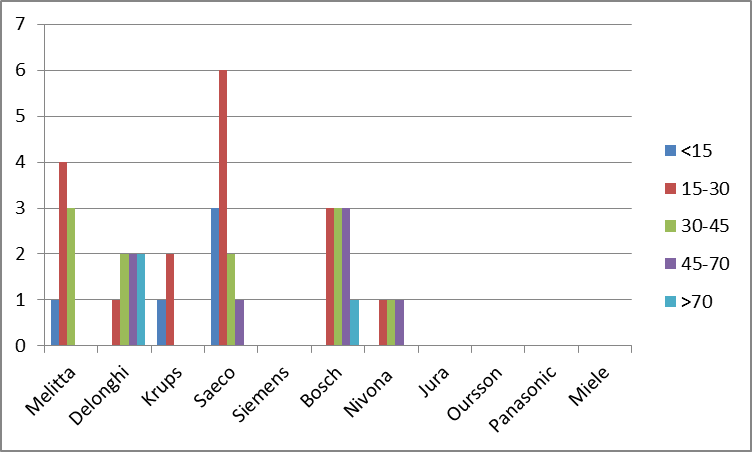 7
6
5
4
3
2
1
0
Melitta
Delonghi
Krups
Saeco
Siemens
Bosch
Nivona
Jura
Oursson
Panasonic
Miele
<15
15-30
30-45
45-70
>70